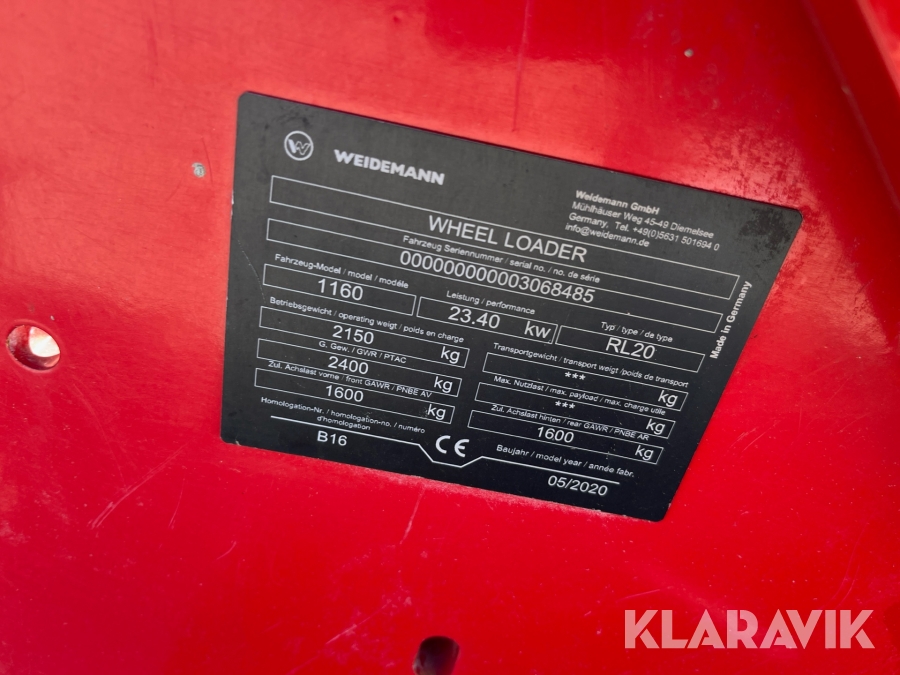 WEIDEMANN
Weidemann GmbH
Mühlhäuser Weg 45-49 Diemelsee
Germany, Tel. +49(0)5631 501694 0
info@weidemann.de
WHEEL LOADER
Fahrzeug Seriennummer / serial no. / no. de série
000000000003068485
Fahrzeug-Model / model / modéle
1160
Leistung / performance
23.40 kw
Typ / type / de type
RL20
Made in Germany
Betriebsgewicht / operating weigt / poids en charge
2150 kg
Transportgewicht / transport weigt /poids de transport
*** kg
G. Gew. / GWR / PTAC
2400 kg
Max. Nutzlast / max. payload / max. charge utile
*** kg
Zul. Achslast vorne / front GAWR / PNBE AV
1600 kg
Zul. Achslast hinten / rear GAWR / PNBE AR
1600 kg
Homologation-Nr. / homologation-no. / numéro
d'homologation
B16
CE
Baujahr / model year / année fabr.
05/2020
KLARAVIK